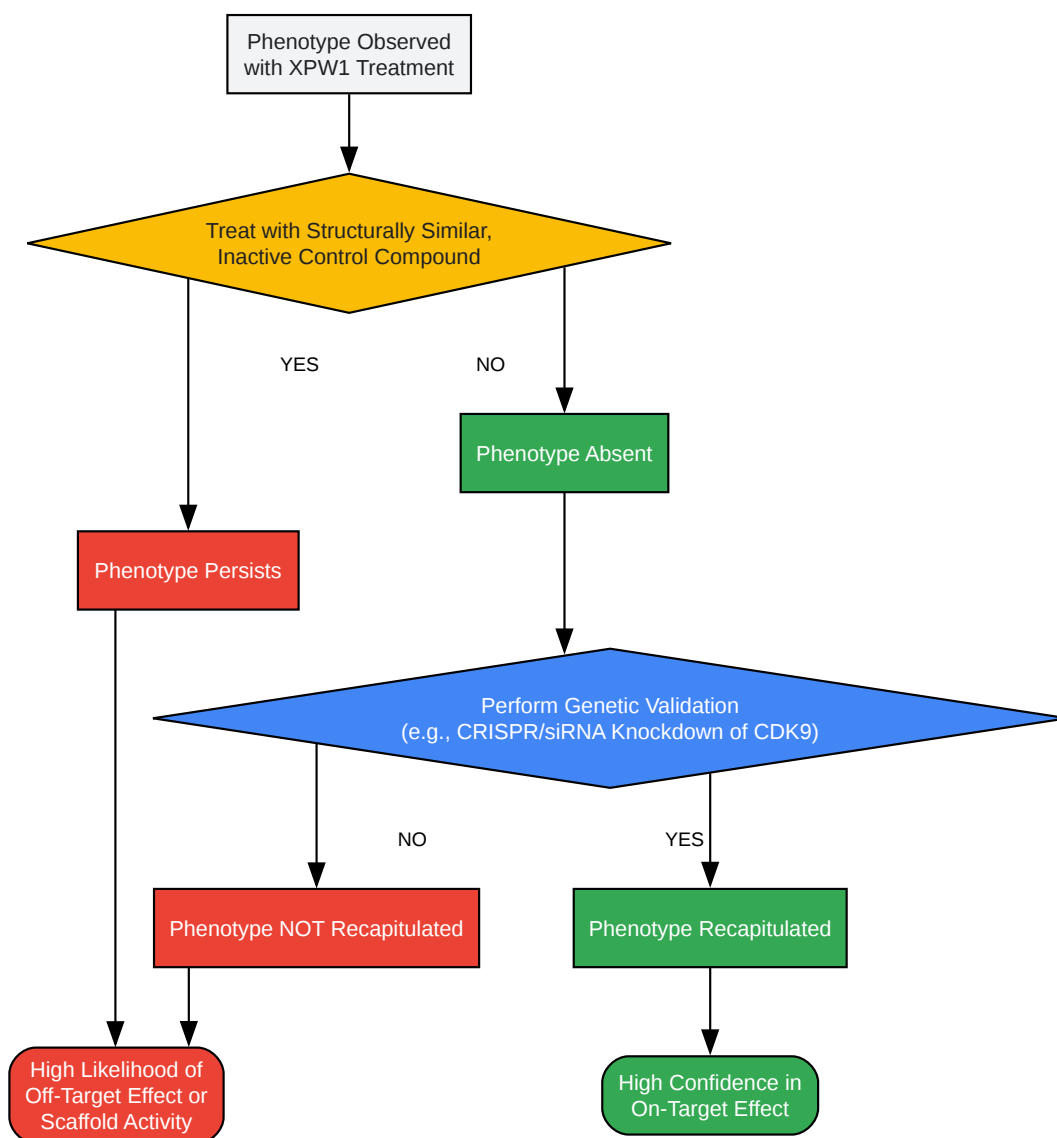 Phenotype Observed
with XPW1 Treatment
Treat with Structurally Similar,
Inactive Control Compound
YES
NO
Phenotype Absent
Phenotype Persists
Perform Genetic Validation
(e.g., CRISPR/siRNA Knockdown of CDK9)
NO
YES
Phenotype NOT Recapitulated
Phenotype Recapitulated
High Likelihood of
Off-Target Effect or
Scaffold Activity
High Confidence in
On-Target Effect